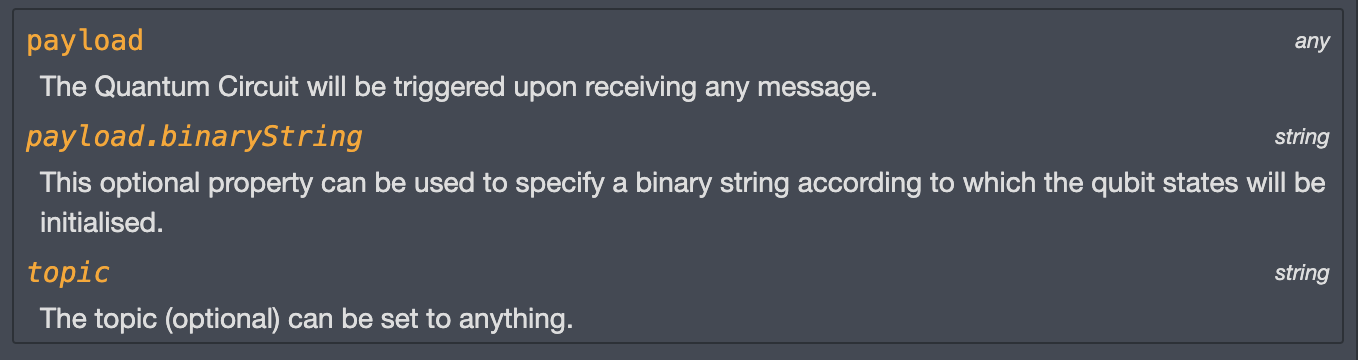 payload any
The Quantum Circuit will be triggered upon receiving any message.
payload.binaryString string
This optional property can be used to specify a binary string according to which the qubit states will be
initialised.
topic string
The topic (optional) can be set to anything.